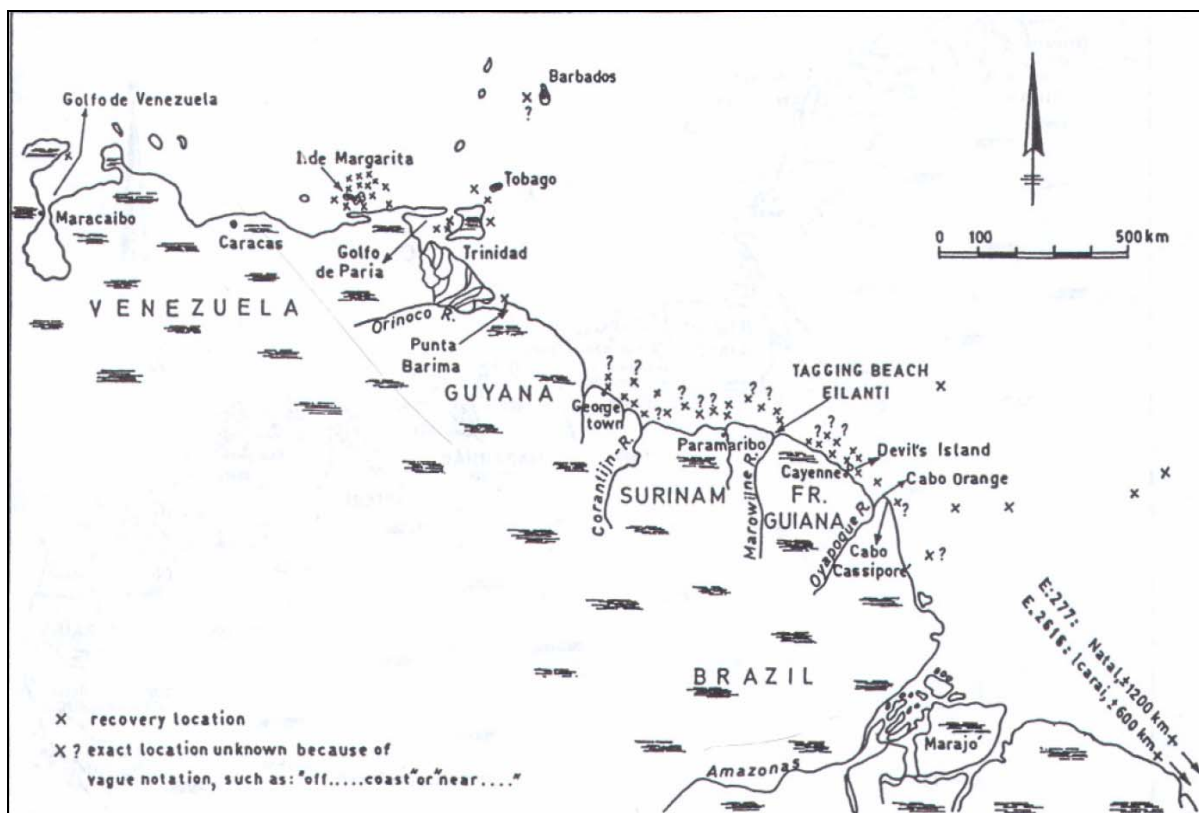 Barbados
?
Golfo de Venezuela
I. de Margarita
Tobago
Maracaibo
Caracas
Golfo
de Paria
Trinidad
0 100 500 km
VENEZUELA
Orinoco R.
Punta
Barima
GUYANA
George
town
? ?
? ?
? ? ? ?
TAGGING BEACH
EILANTI
? ? ?
?
Paramaribo
Cayenne
Devil's Island
Cabo Orange
Corantijn R.
SURINAM
Marowijne R.
FR.
GUIANA
Oyapoque R.
?
Cabo
Cassiporé
x ?
E.277: Natal,±1200 km
E.2616: Icarai,±600 km
BRAZIL
Marajó
Amazonas
x recovery location
x ? exact location unknown because of
vague notation, such as: "off.....coast" or "near...."